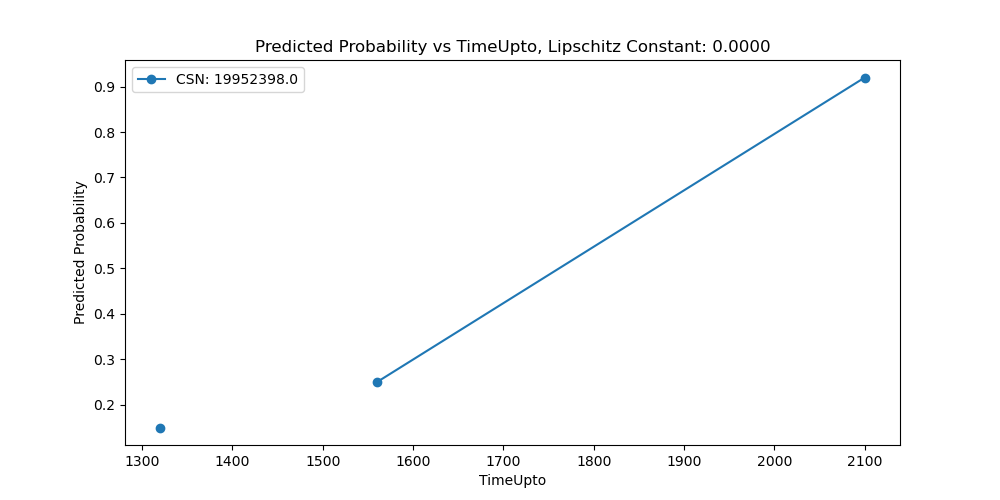 Predicted Probability vs TimeUpto, Lipschitz Constant: 0.0000
CSN: 19952398.0
Predicted Probability
0.9
0.8
0.7
0.6
0.5
0.4
0.3
0.2
1300 1400 1500 1600 1700 1800 1900 2000 2100
TimeUpto